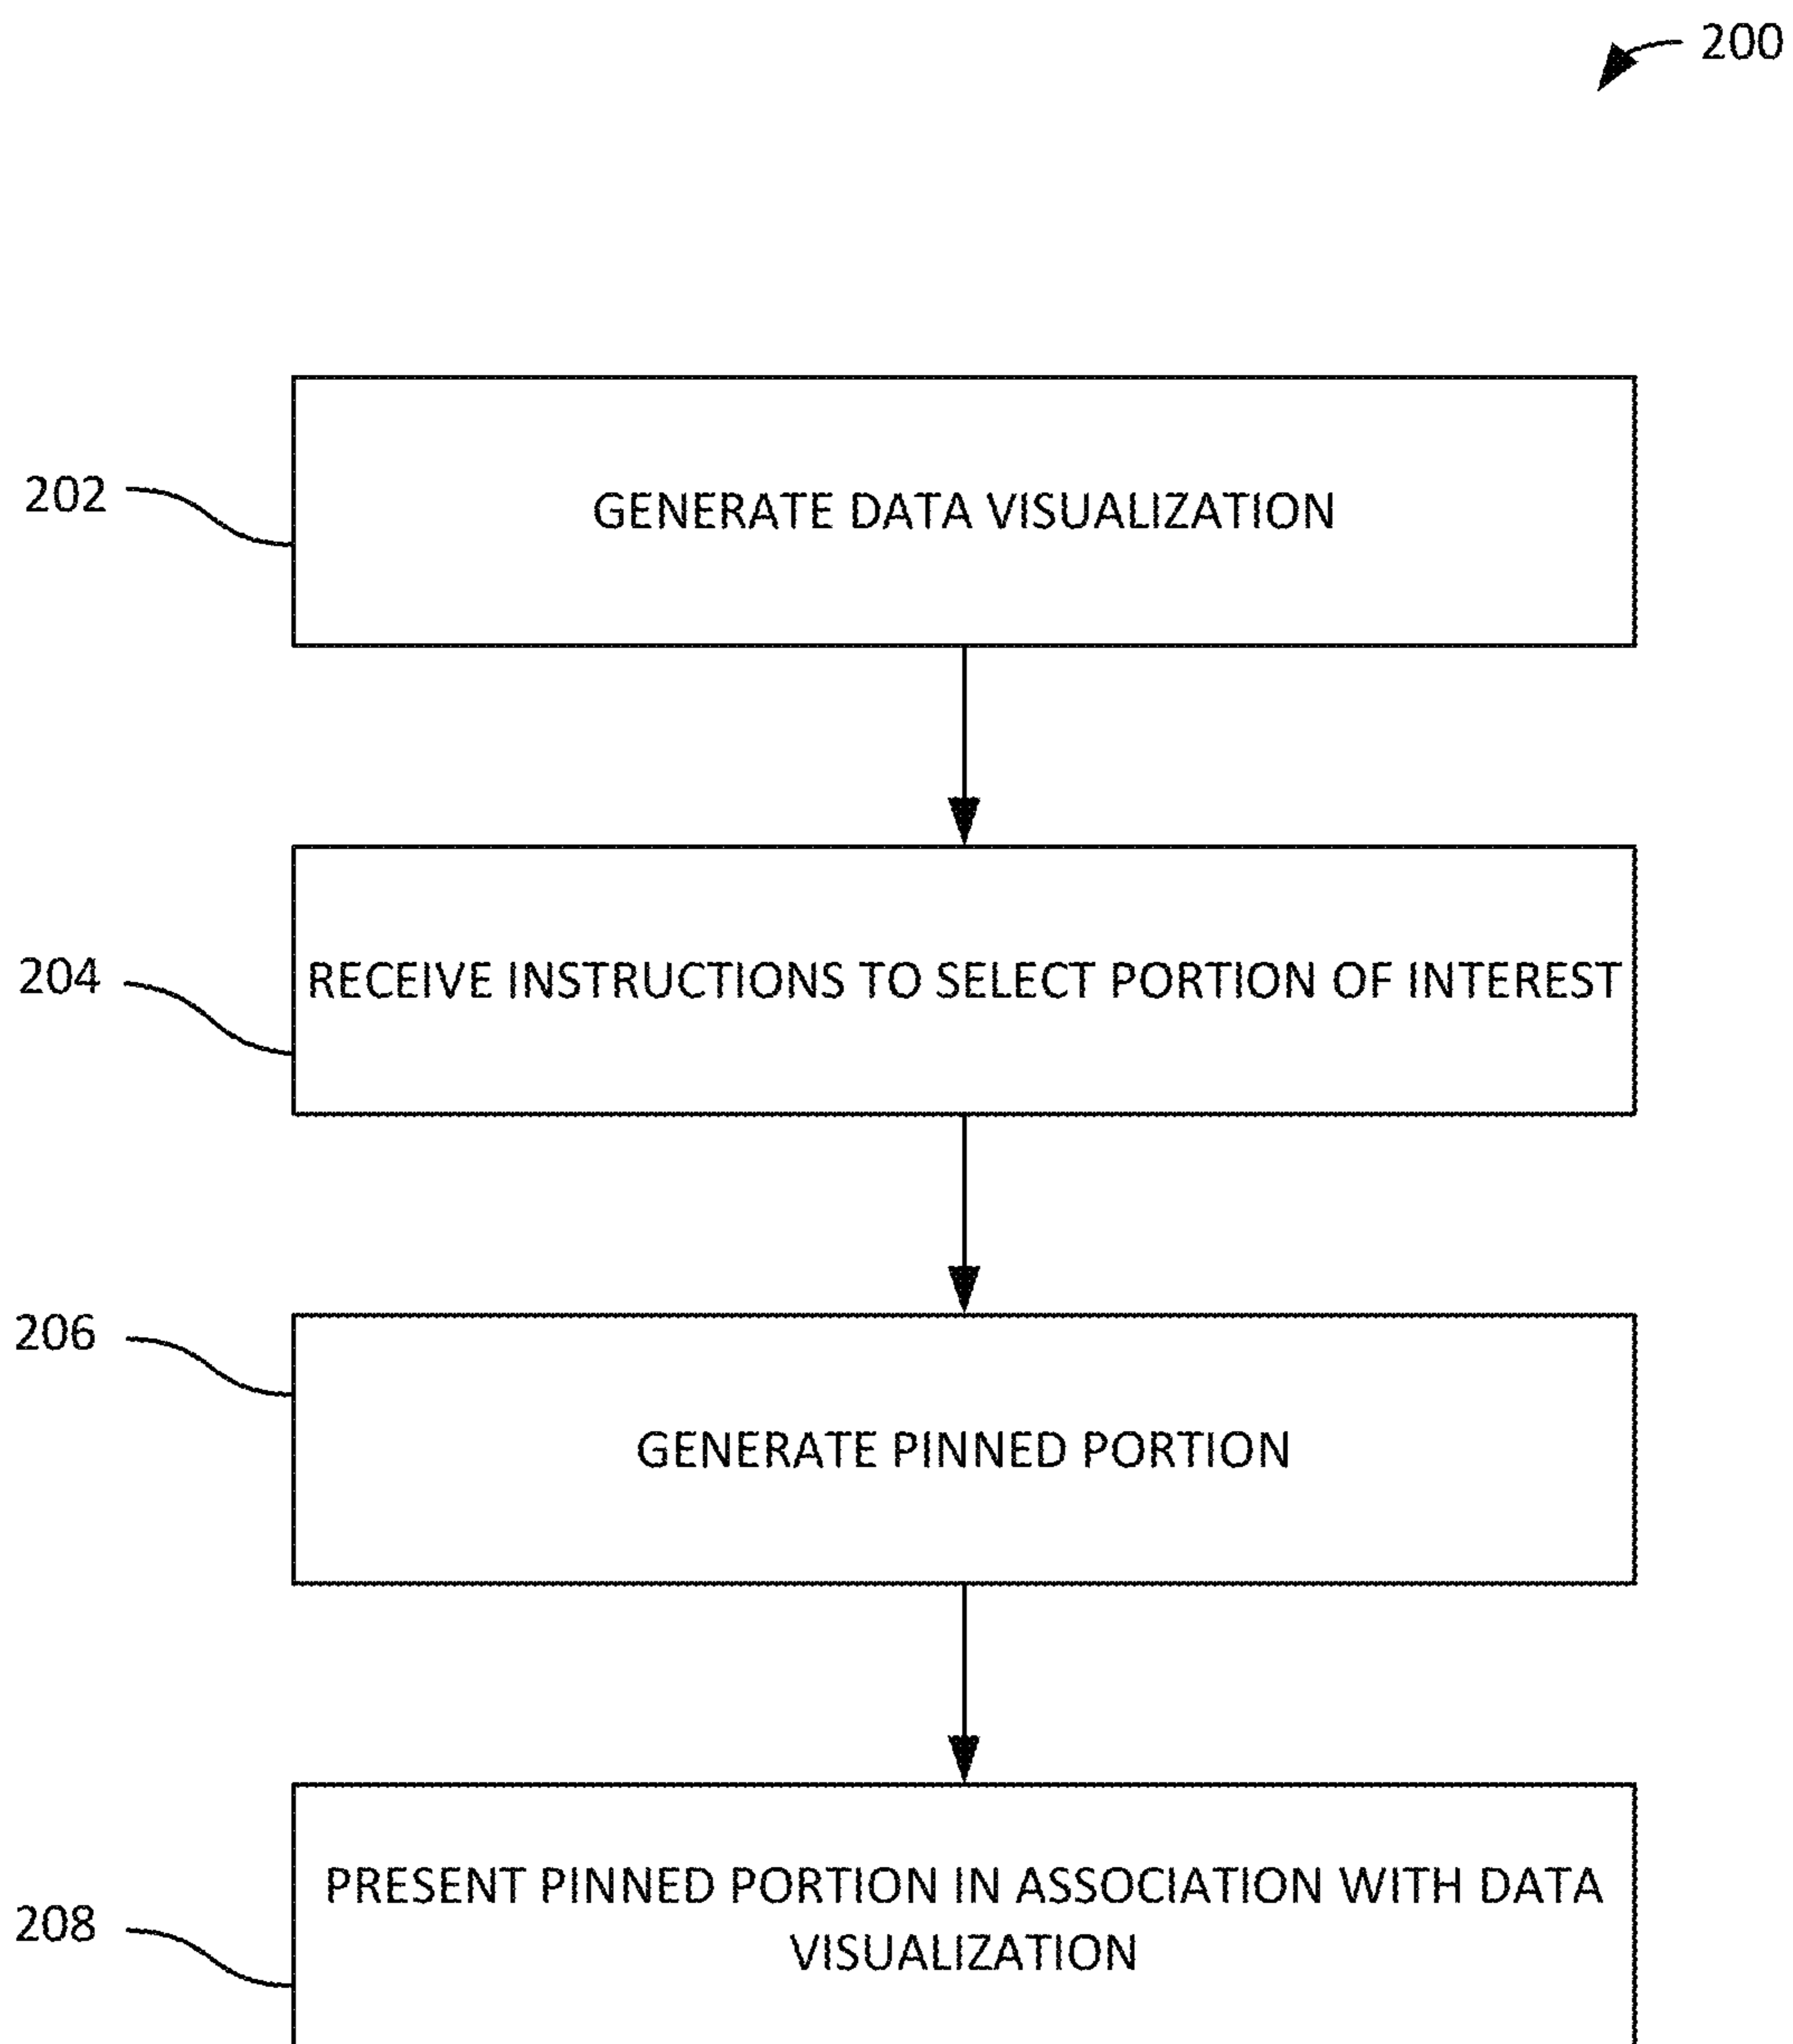 200
202
GENERATE DATA VISUALIZATION
204
RECEIVE INSTRUCTIONS TO SELECT PORTION OF INTEREST
206
GENERATE PINNED PORTION
208
PRESENT PINNED PORTION IN ASSOCIATION WITH DATA
VISUALIZATION